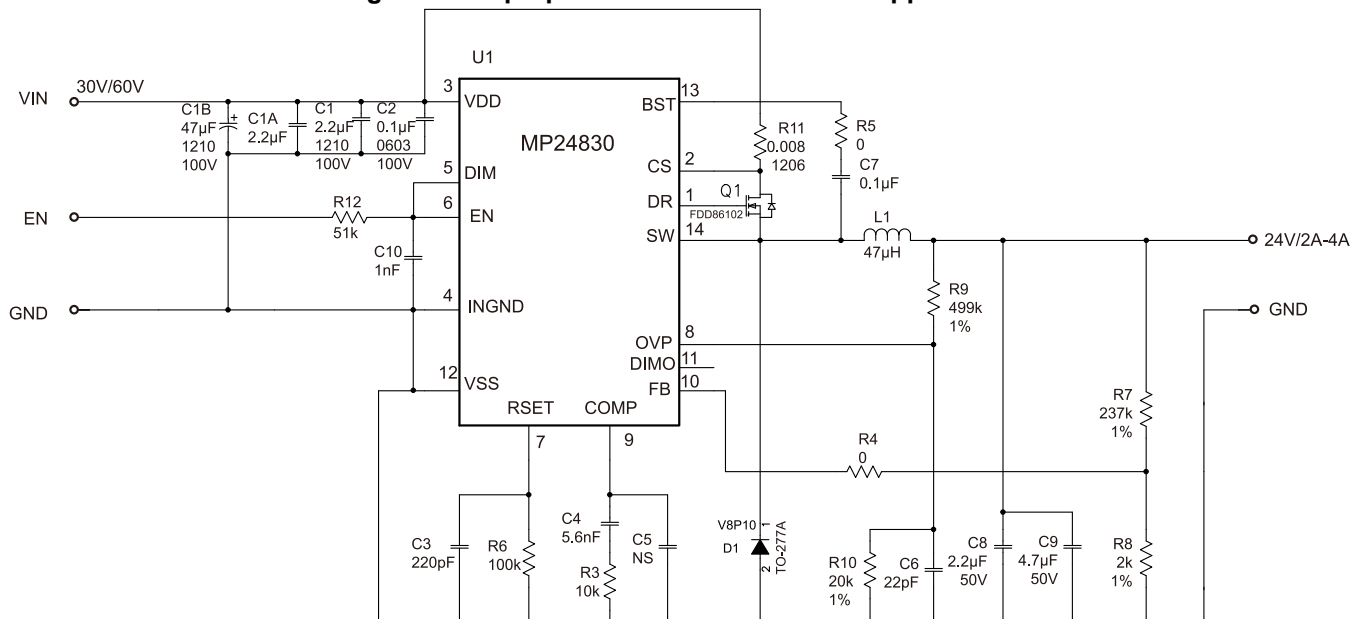 U1
VIN
30V/60V
C1B
47µF
1210
100V
+
C1A
2.2µF
C1
2.2µF
1210
100V
C2
0.1µF
0603
100V
3
VDD
MP24830
BST
13
R11
0.008
1206
R5
0
C7
0.1µF
CS
2
5
DIM
DR
1
Q1
FDD86102
EN
R12
51k
6
EN
SW
14
L1
47µH
24V/2A-4A
C10
1nF
GND
4
INGND
R9
499k
1%
GND
OVP
8
DIMO
11
FB
10
12
VSS
RSET
COMP
7
9
R7
237k
1%
R4
0
C3
220pF
R6
100k
C4
5.6nF
R3
10k
C5
NS
V8P10
1
D1
2
TO-277A
R10
20k
1%
C6
22pF
C8
2.2µF
50V
C9
4.7µF
50V
R8
2k
1%